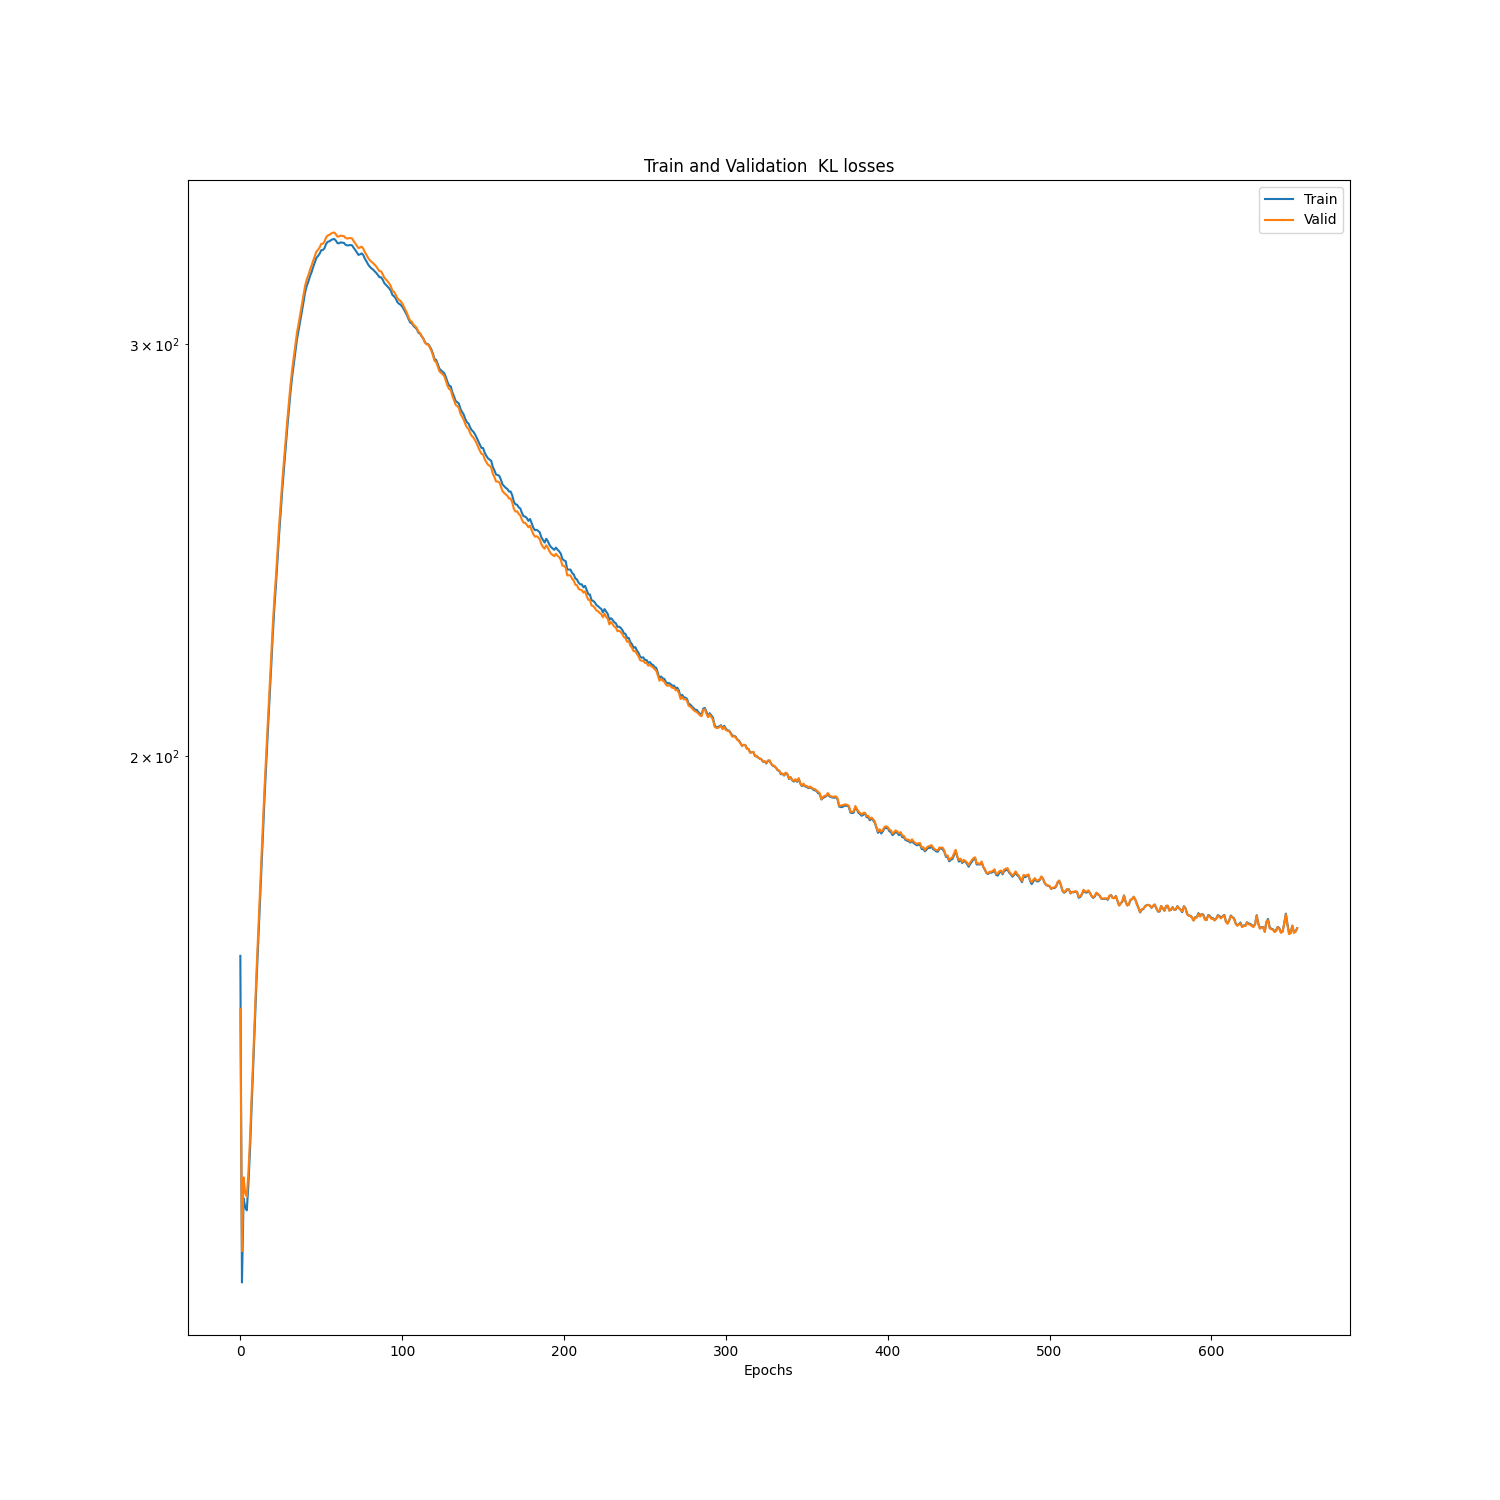 Train and Validation  KL losses
Train
Valid
3 × 10²
2 × 10²
0 100 200 300 400 500 600
Epochs